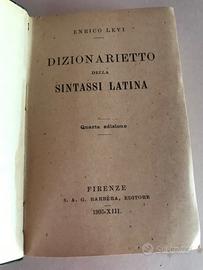 ENRICO LEVI
DIZIONARIETTO
DELLA
SINTASSI LATINA
Quarta edizione
FIRENZE
S. A. G. BARBÈRA, EDITORE
1935-XIII.